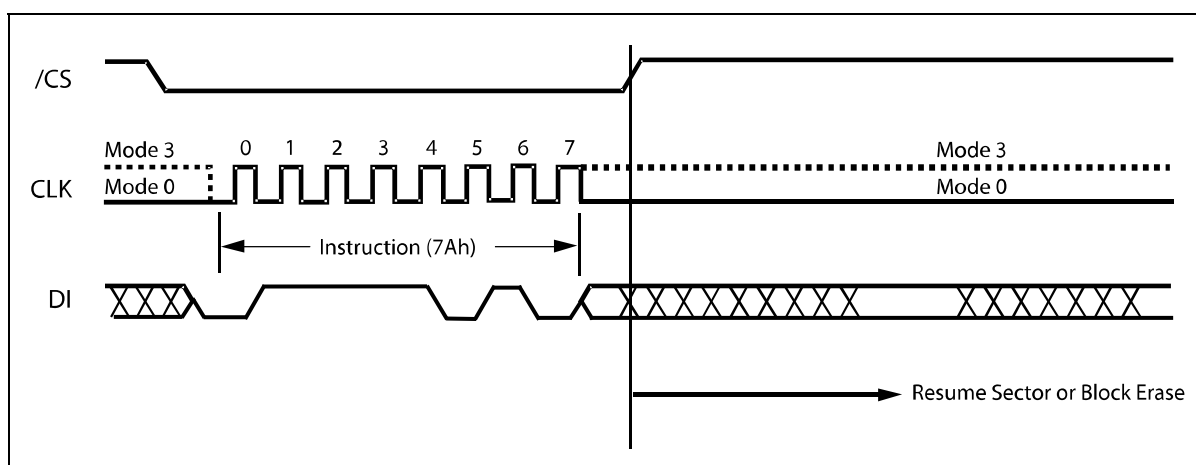 /CS
Mode 3
0 1 2 3 4 5 6 7
Mode 3
CLK
Mode 0
Mode 0
Instruction (7Ah)
DI
Resume Sector or Block Erase